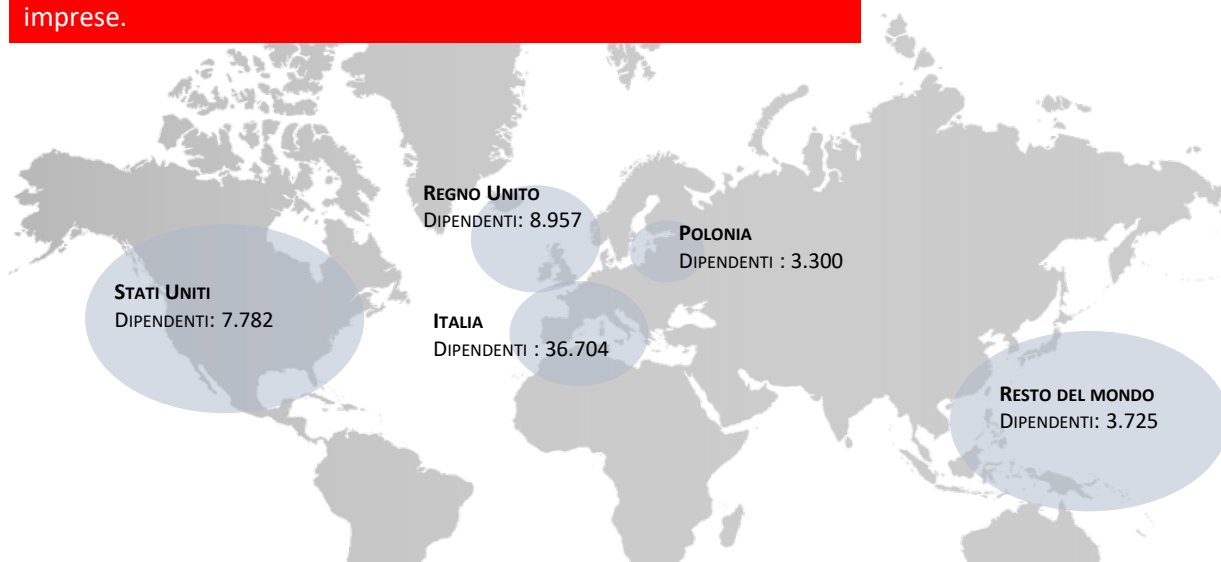 imprese.
REGNO UNITO
DIPENDENTI: 8.957
POLONIA
DIPENDENTI : 3.300
STATI UNITI
DIPENDENTI: 7.782
ITALIA
DIPENDENTI : 36.704
RESTO DEL MONDO
DIPENDENTI: 3.725